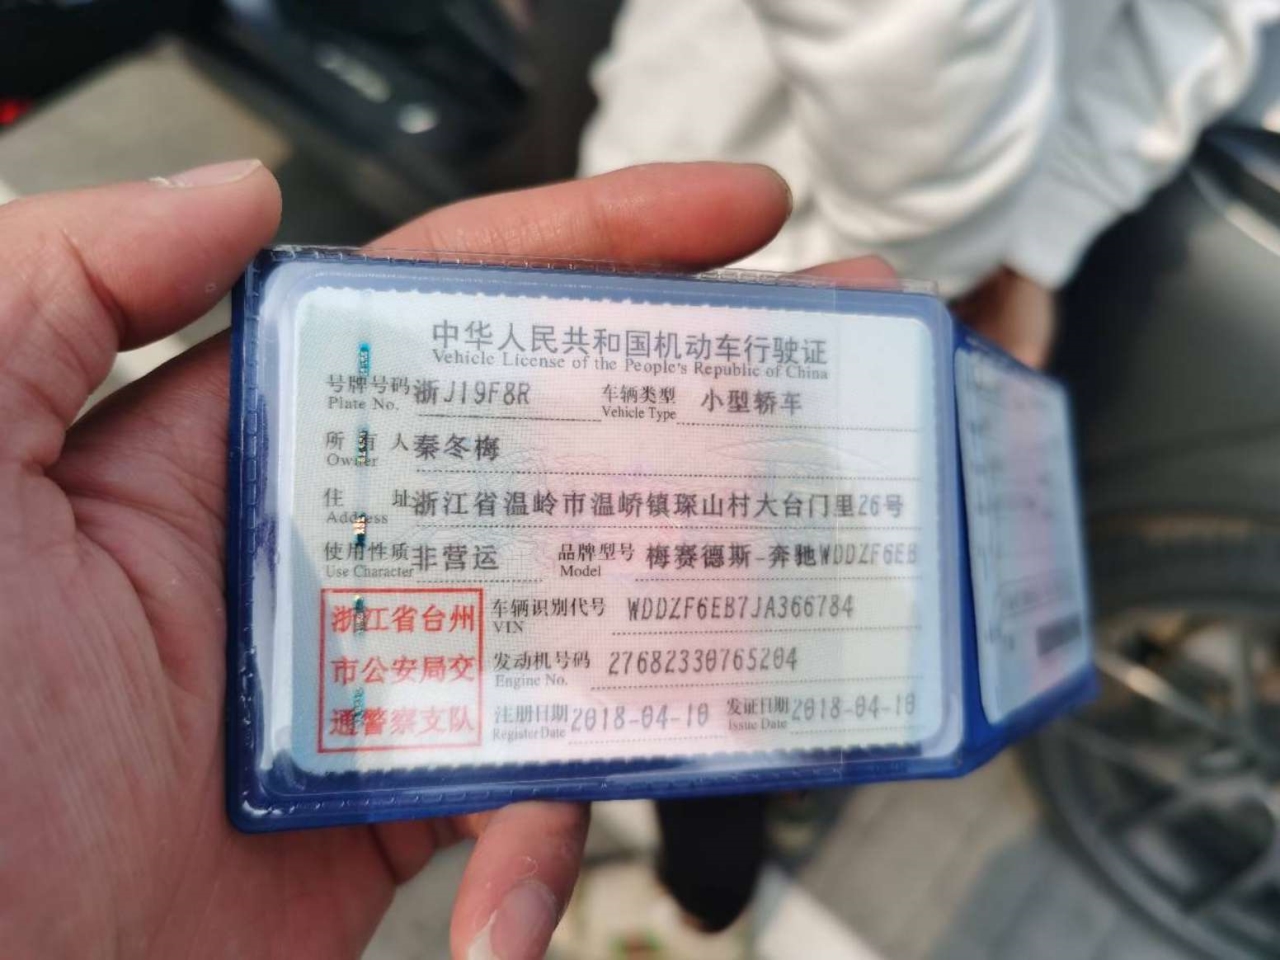 中华人民共和国机动车行驶证
Vehicle License of the People's Republic of China
号牌号码 浙J19F8R 车辆类型 小型轿车
Plate No. Vehicle Type
所有人 秦冬梅
Owner
住址 浙江省温岭市温峤镇琛山村大台门里26号
Address
使用性质 非营运 品牌型号 梅赛德斯-奔驰WDDZF6EB
Use Character Model
浙江省台州 车辆识别代号 WDDZF6EB7JA366784
VIN
市公安局交 发动机号码 27682330765204
Engine No.
通警察支队 注册日期 2018-04-10 发证日期 2018-04-10
Register Date Issue Date